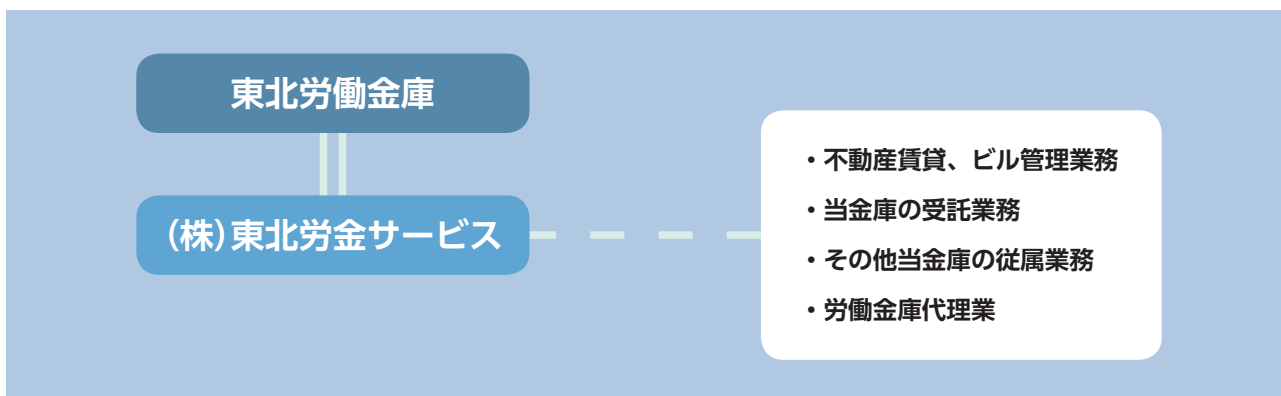 東北労働金庫
(株)東北労金サービス
・不動産賃貸、ビル管理業務
・当金庫の受託業務
・その他当金庫の従属業務
・労働金庫代理業